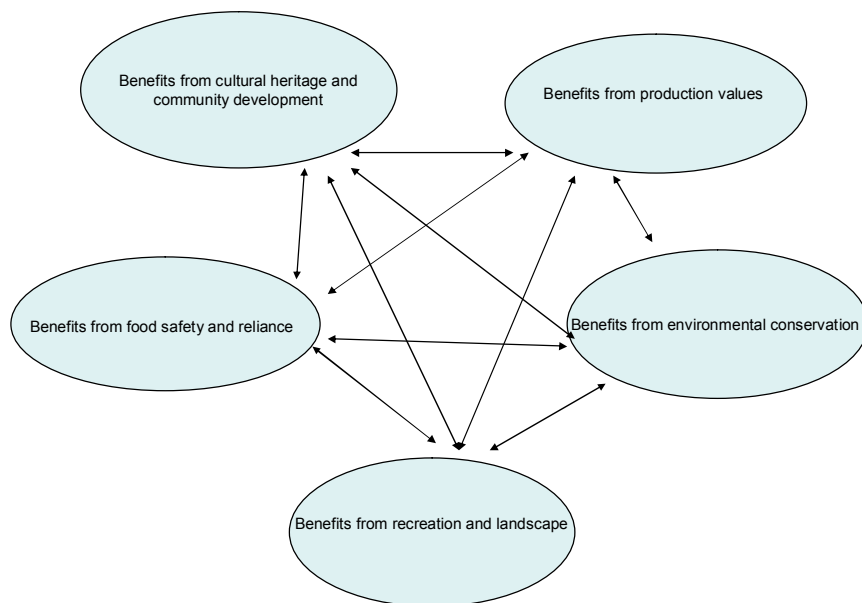 Benefits from cultural heritage and
community development
Benefits from production values
Benefits from food safety and reliance
Benefits from environmental conservation
Benefits from recreation and landscape